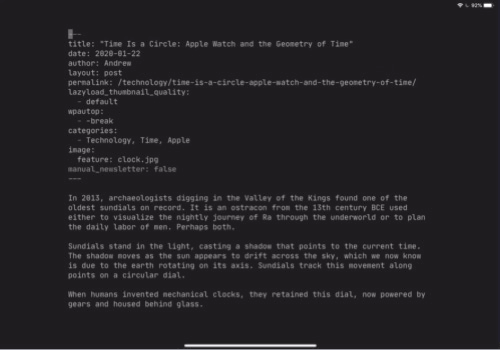 92%
---
title: "Time Is a Circle: Apple Watch and the Geometry of Time"
date: 2020-01-22
author: Andrew
layout: post
permalink: /technology/time-is-a-circle-apple-watch-and-the-geometry-of-time/
lazyload_thumbnail_quality:
  - default
wpautop:
  - -break
categories:
  - Technology, Time, Apple
image:
  feature: clock.jpg
manual_newsletter: false
---
In 2013, archaeologists digging in the Valley of the Kings found one of the
oldest sundials on record. It is an ostracon from the 13th century BCE used
either to visualize the nightly journey of Ra through the underworld or to plan
the daily labor of men. Perhaps both.
Sundials stand in the light, casting a shadow that points to the current time.
The shadow moves as the sun appears to drift across the sky, which we now know
is due to the earth rotating on its axis. Sundials track this movement along
points on a circular dial.
When humans invented mechanical clocks, they retained this dial, now powered by
gears and housed behind glass.